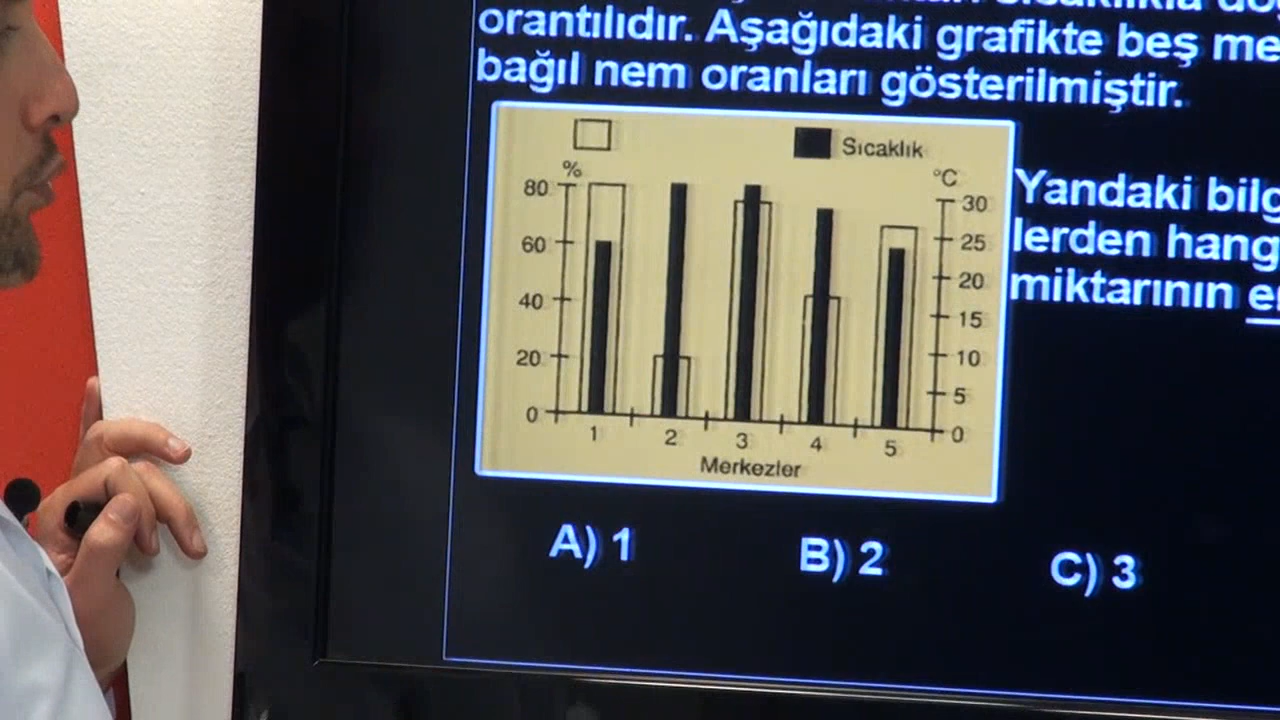 orantılıdır. Aşağıdaki grafikte beş me
bağıl nem oranları gösterilmiştir.
Sıcaklık
%
°C
80
60
40
20
0
30
25
20
15
10
5
0
1 2 3 4 5
Merkezler
Yandaki bilg
lerden hang
miktarının
A) 1 B) 2 C) 3